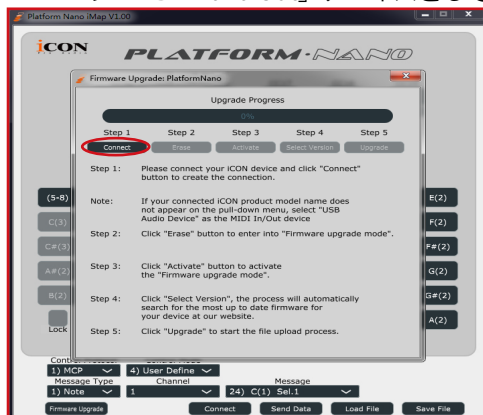 Platform Nano iMap V1.00
iCON
PLATFORM·NANO
Firmware Upgrade: PlatformNano
Upgrade Progress
0%
Step 1 Step 2 Step 3 Step 4 Step 5
Connect Erase Activate Select Version Upgrade
Step 1: Please connect your iCON device and click "Connect"
button to create the connection.
Note: If your connected iCON product model name does
not appear on the pull-down menu, select "USB
Audio Device" as the MIDI In/Out device
Step 2: Click "Erase" button to enter into "Firmware upgrade mode".
Step 3: Click "Activate" button to activate
the "Firmware upgrade mode".
Step 4: Click "Select Version", the process will automatically
search for the most up to date firmware for
your device at our website.
Step 5: Click "Upgrade" to start the file upload process.
(5-8) E(2)
C(3) F(2)
C#(3) F#(2)
A#(2) G(2)
B(2) G#(2)
Lock A(2)
1) MCP 4) User Define
Message Type Channel Message
1) Note 1 24) C(1) Sel.1
Firmware Upgrade Connect Send Data Load File Save File